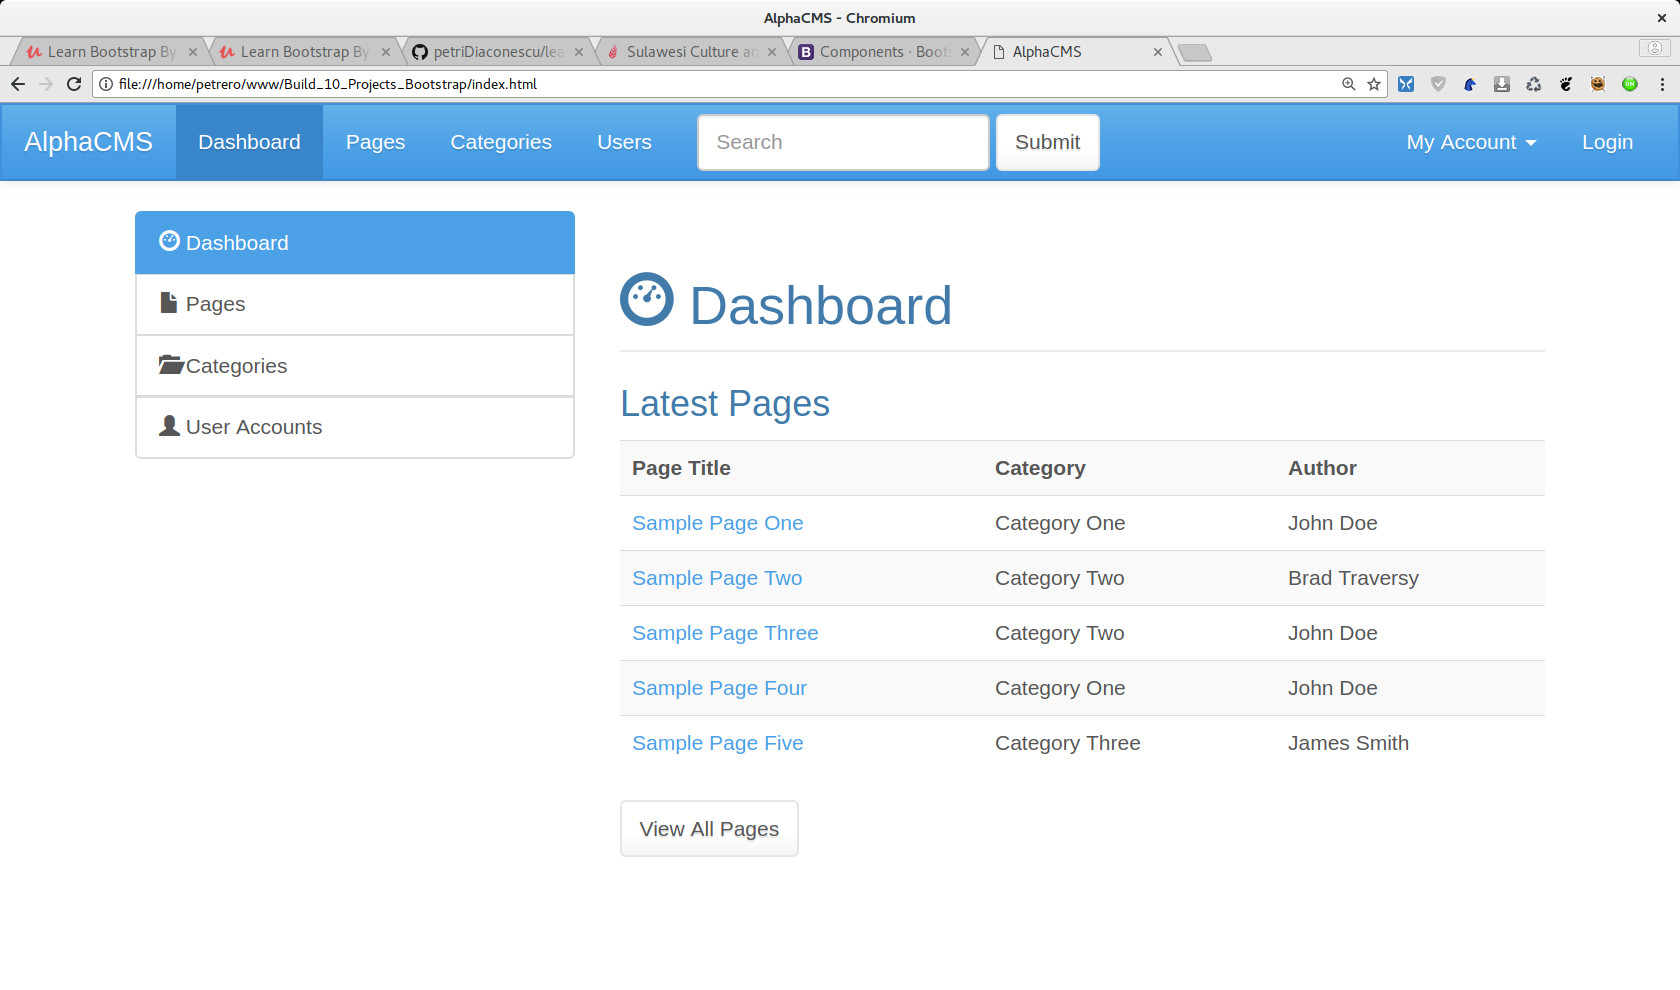 AlphaCMS - Chromium
Learn Bootstrap By
Learn Bootstrap By
petriDiaconescu/lea
Sulawesi Culture an
Components · Boots
AlphaCMS
file:///home/petrero/www/Build_10_Projects_Bootstrap/index.html
AlphaCMS Dashboard Pages Categories Users Search Submit My Account Login
Dashboard
Pages
Categories
User Accounts
Dashboard
Latest Pages
Page Title Category Author
Sample Page One Category One John Doe
Sample Page Two Category Two Brad Traversy
Sample Page Three Category Two John Doe
Sample Page Four Category One John Doe
Sample Page Five Category Three James Smith
View All Pages